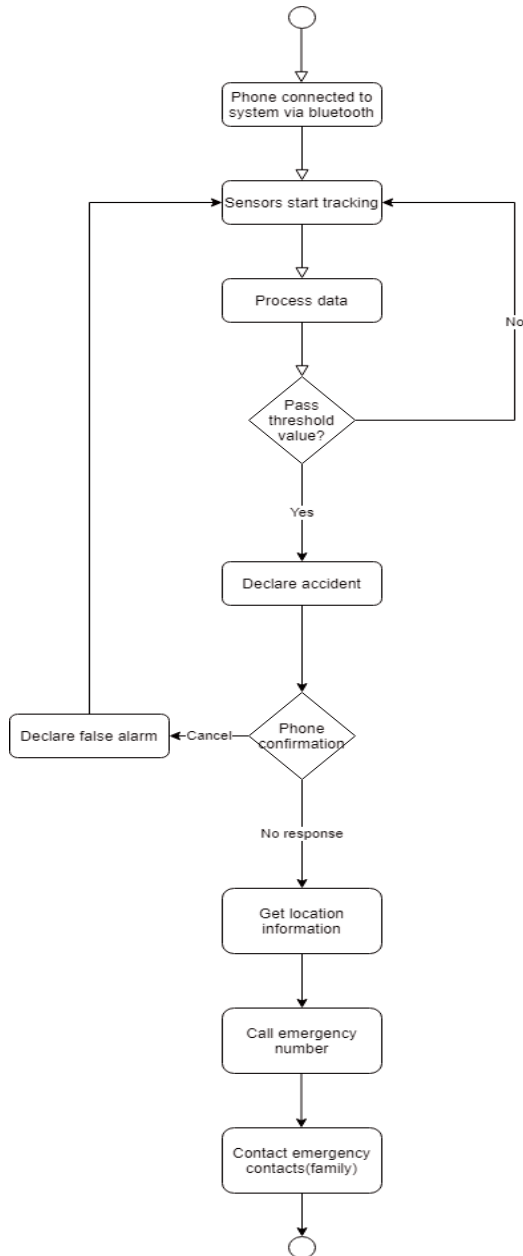 Phone connected to
system via bluetooth
Sensors start tracking
Process data
No
Pass
threshold
value?
Yes
Declare accident
Declare false alarm
Cancel
Phone
confirmation
No response
Get location
information
Call emergency
number
Contact emergency
contacts(family)